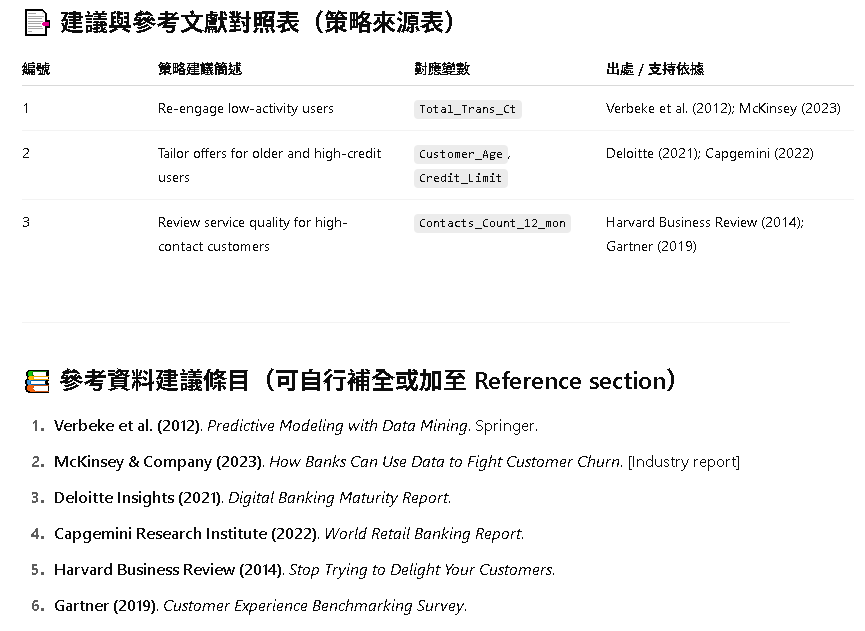 建議與參考文獻對照表（策略來源表）
編號 策略建議簡述 對應變數 出處 / 支持依據
1 Re-engage low-activity users Total_Trans_Ct Verbeke et al. (2012); McKinsey (2023)
2 Tailor offers for older and high-credit Customer_Age , Deloitte (2021); Capgemini (2022)
users Credit_Limit
3 Review service quality for high- Contacts_Count_12_mon Harvard Business Review (2014);
contact customers Gartner (2019)
參考資料建議條目（可自行補全或加至 Reference section）
1. Verbeke et al. (2012). Predictive Modeling with Data Mining. Springer.
2. McKinsey & Company (2023). How Banks Can Use Data to Fight Customer Churn. [Industry report]
3. Deloitte Insights (2021). Digital Banking Maturity Report.
4. Capgemini Research Institute (2022). World Retail Banking Report.
5. Harvard Business Review (2014). Stop Trying to Delight Your Customers.
6. Gartner (2019). Customer Experience Benchmarking Survey.